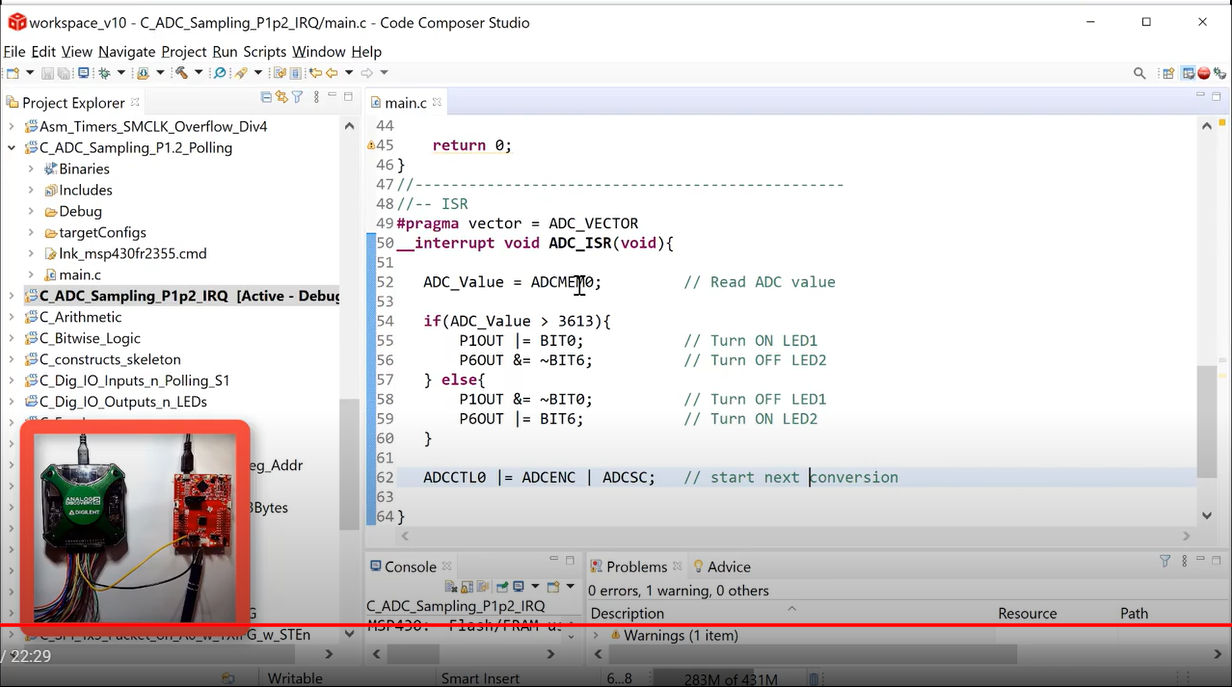 workspace_v10 - C_ADC_Sampling_P1p2_IRQ/main.c - Code Composer Studio
File Edit View Navigate Project Run Scripts Window Help
Project Explorer
Asm_Timers_SMCLK_Overflow_Div4
C_ADC_Sampling_P1.2_Polling
Binaries
Includes
Debug
targetConfigs
lnk_msp430fr2355.cmd
main.c
C_ADC_Sampling_P1p2_IRQ [Active - Debug
C_Arithmetic
C_Bitwise_Logic
C_constructs_skeleton
C_Dig_IO_Inputs_n_Polling_S1
C_Dig_IO_Outputs_n_LEDs
eg_Addr
Bytes
ANALOG
DISCOVERY
DIGILENT
main.c
44
45 return 0;
46 }
47 //------------------------------------------------
48 //-- ISR
49 #pragma vector = ADC_VECTOR
50 __interrupt void ADC_ISR(void){
51
52 ADC_Value = ADCMEM0; // Read ADC value
53
54 if(ADC_Value > 3613){
55 P1OUT |= BIT0; // Turn ON LED1
56 P6OUT &= ~BIT6; // Turn OFF LED2
57 } else{
58 P1OUT &= ~BIT0; // Turn OFF LED1
59 P6OUT |= BIT6; // Turn ON LED2
60 }
61
62 ADCCTL0 |= ADCENC | ADCSC; // start next conversion
63
64 }
Console
C_ADC_Sampling_P1p2_IRQ
MSP430: Flash/FRAM us
Problems Advice
0 errors, 1 warning, 0 others
Description Resource Path
Warnings (1 item)
/ 22:29
Writable Smart Insert 6...8 283M of 431M